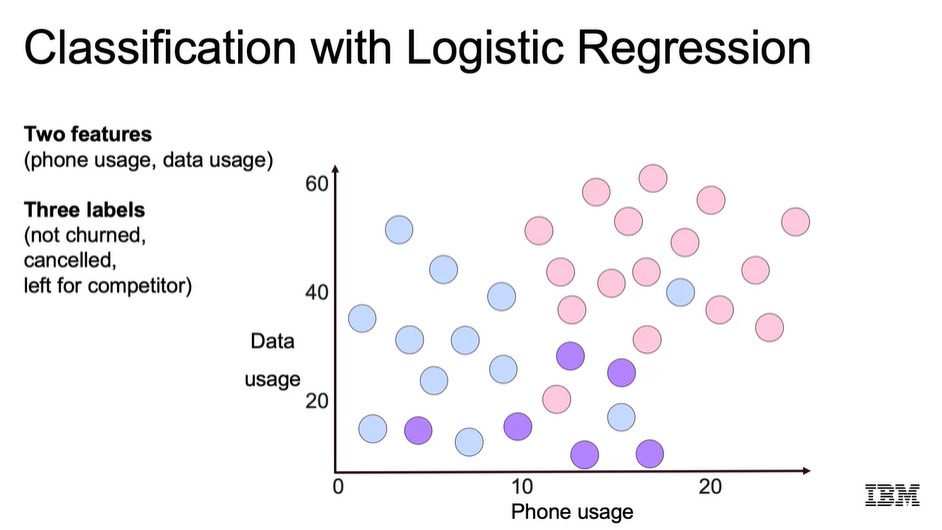 Classification with Logistic Regression
Two features
(phone usage, data usage)
Three labels
(not churned,
cancelled,
left for competitor)
60
40
Data
usage
20
0
10
20
Phone usage
IBM